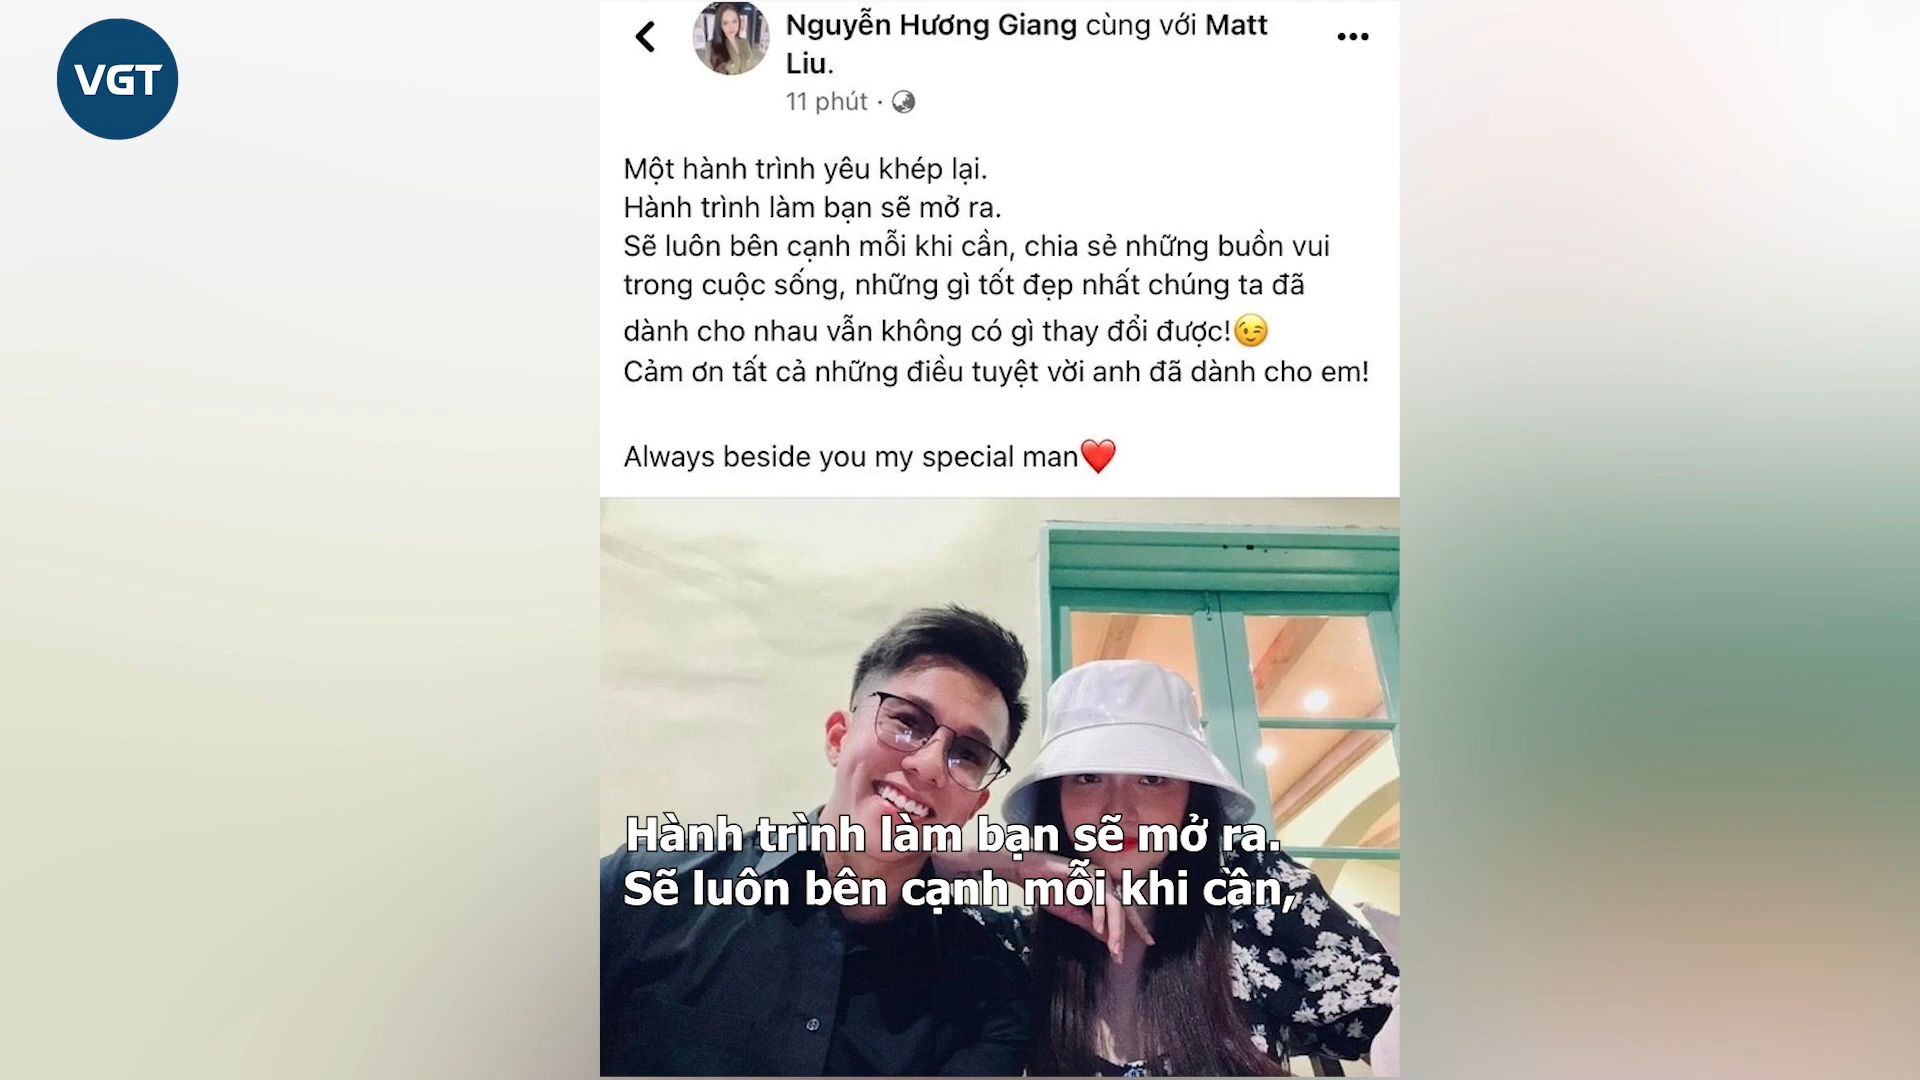 VGT
Nguyễn Hương Giang cùng với Matt
Liu.
11 phút ·
Một hành trình yêu khép lại.
Hành trình làm bạn sẽ mở ra.
Sẽ luôn bên cạnh mỗi khi cần, chia sẻ những buồn vui
trong cuộc sống, những gì tốt đẹp nhất chúng ta đã
dành cho nhau vẫn không có gì thay đổi được!😉
Cảm ơn tất cả những điều tuyệt vời anh đã dành cho em!
Always beside you my special man❤️
Hành trình làm bạn sẽ mở ra.
Sẽ luôn bên cạnh mỗi khi cần,